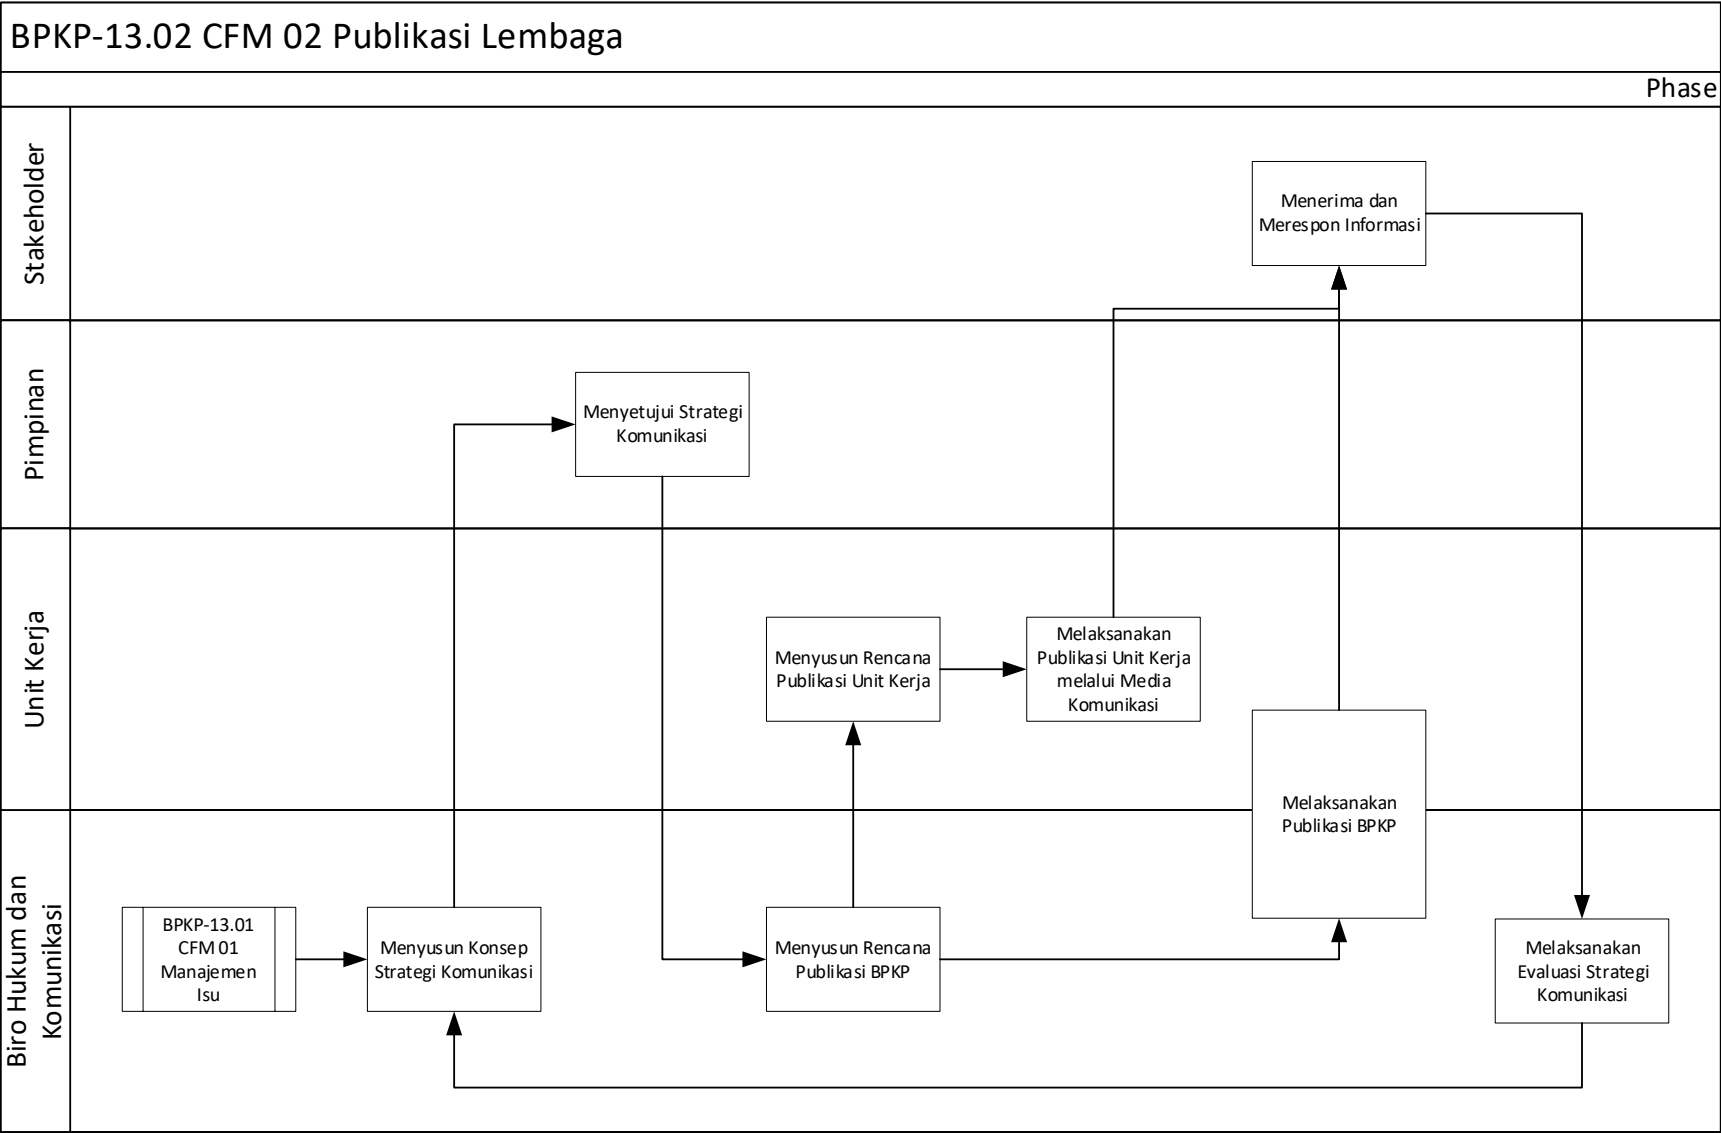 BPKP-13.02 CFM 02 Publikasi Lembaga
Phase
Stakeholder
Menerima dan
Merespon Informasi
Pimpinan
Menyetujui Strategi
Komunikasi
Unit Kerja
Menyusun Rencana
Publikasi Unit Kerja
Melaksanakan
Publikasi Unit Kerja
melalui Media
Komunikasi
Melaksanakan
Publikasi BPKP
Biro Hukum dan
Komunikasi
BPKP-13.01
CFM 01
Manajemen
Isu
Menyusun Konsep
Strategi Komunikasi
Menyusun Rencana
Publikasi BPKP
Melaksanakan
Evaluasi Strategi
Komunikasi